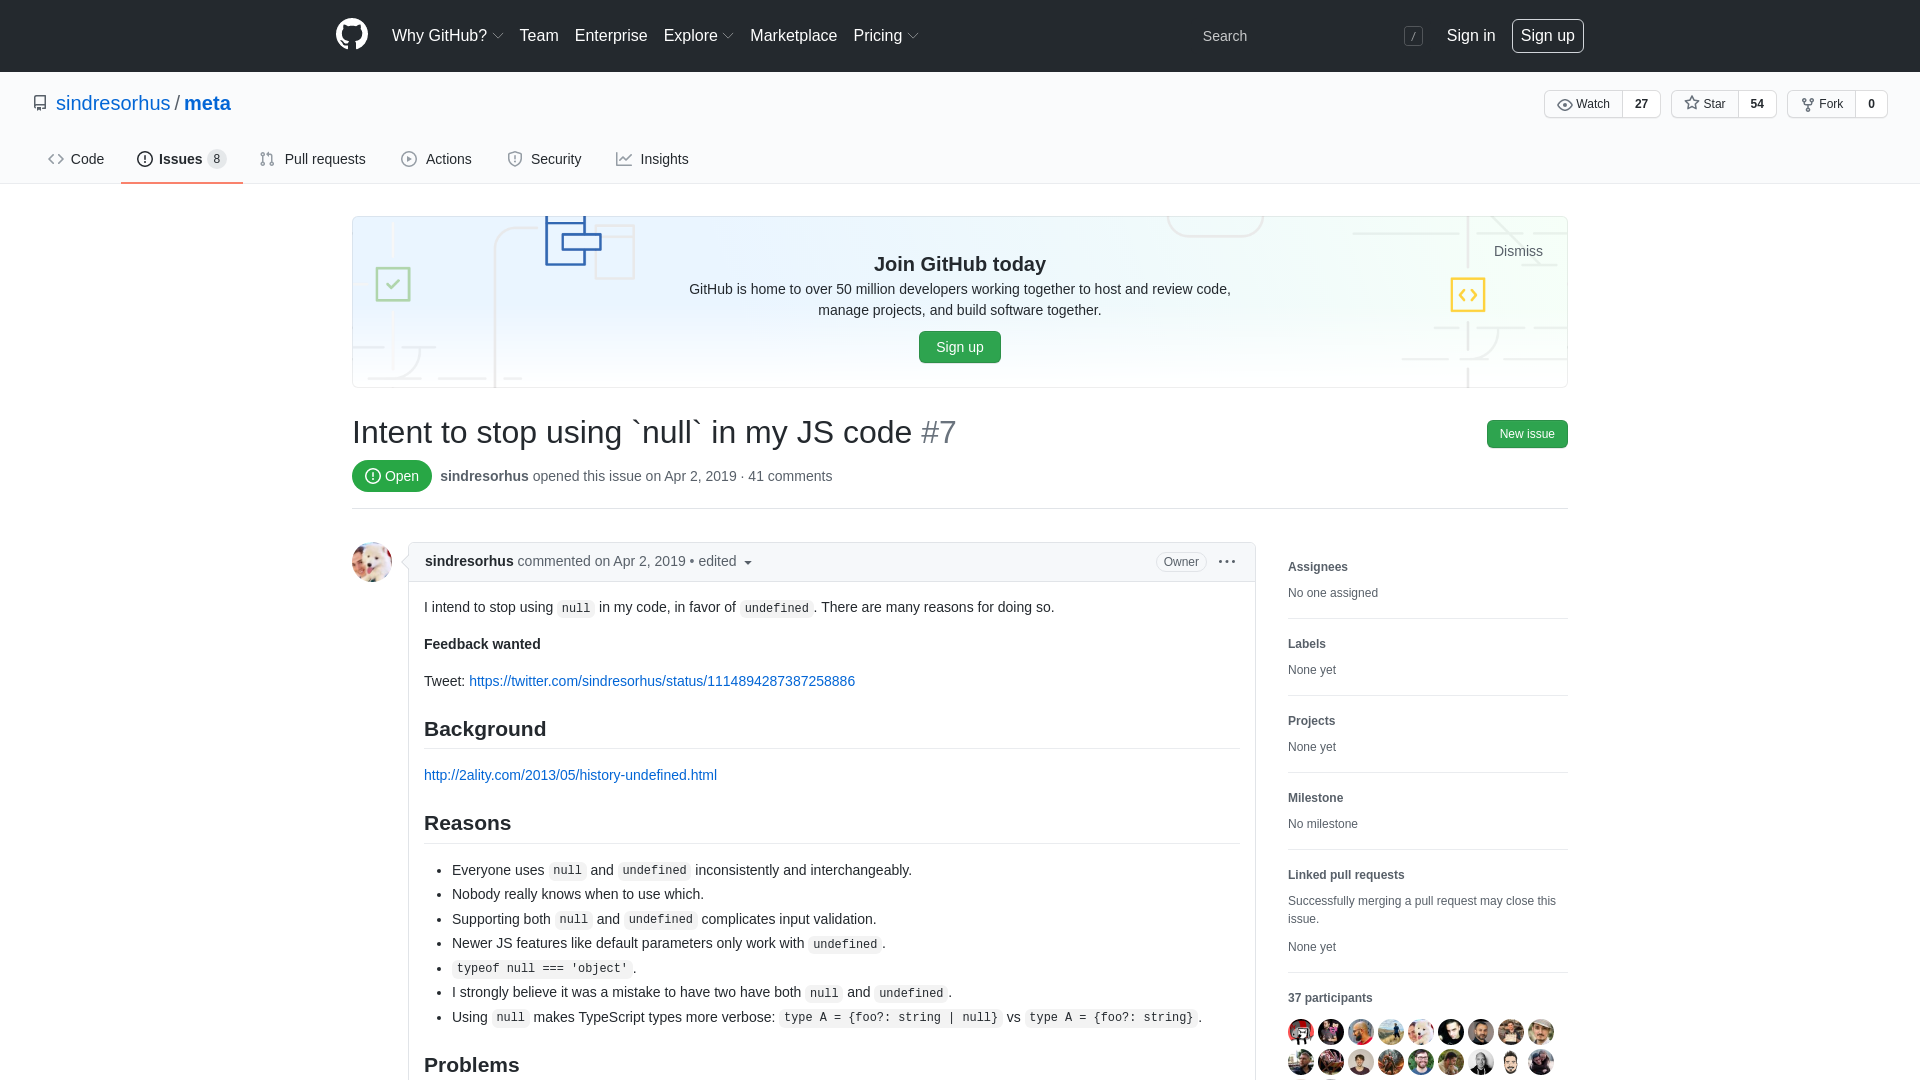 Why GitHub? Team Enterprise Explore Marketplace Pricing Search / Sign in Sign up
sindresorhus / meta Watch 27 Star 54 Fork 0
Code Issues 8 Pull requests Actions Security Insights
Dismiss
Join GitHub today
GitHub is home to over 50 million developers working together to host and review code,
manage projects, and build software together.
Sign up
Intent to stop using `null` in my JS code #7
New issue
Open sindresorhus opened this issue on Apr 2, 2019 · 41 comments
sindresorhus commented on Apr 2, 2019 • edited Owner
I intend to stop using null in my code, in favor of undefined. There are many reasons for doing so.
Feedback wanted
Tweet: https://twitter.com/sindresorhus/status/1114894287387258886
Background
http://2ality.com/2013/05/history-undefined.html
Reasons
• Everyone uses null and undefined inconsistently and interchangeably.
• Nobody really knows when to use which.
• Supporting both null and undefined complicates input validation.
• Newer JS features like default parameters only work with undefined.
• typeof null === 'object'.
• I strongly believe it was a mistake to have two have both null and undefined.
• Using null makes TypeScript types more verbose: type A = {foo?: string | null} vs type A = {foo?: string}.
Problems
Assignees
No one assigned
Labels
None yet
Projects
None yet
Milestone
No milestone
Linked pull requests
Successfully merging a pull request may close this
issue.
None yet
37 participants